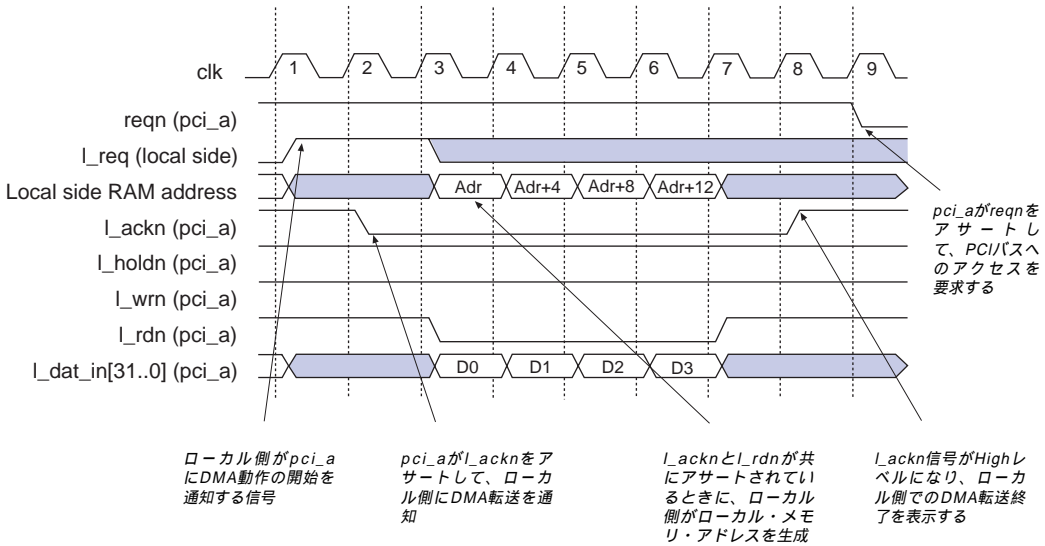 clk
1 2 3 4 5 6 7 8 9
reqn (pci_a)
l_req (local side)
Local side RAM address
Adr Adr+4 Adr+8 Adr+12
l_ackn (pci_a)
l_holdn (pci_a)
l_wrn (pci_a)
l_rdn (pci_a)
l_dat_in[31..0] (pci_a)
D0 D1 D2 D3
pci_aがreqnを
アサートし
て、PCIバスへ
のアクセスを
要求する
ローカル側がpci_a
にDMA動作の開始を
通知する信号
pci_aがl_acknをア
サートして、ローカ
ル側にDMA転送を通
知
l_acknとl_rdnが共
にアサートされてい
るときに、ローカル
側がローカル・メモ
リ・アドレスを生成
l_ackn信号がHighレ
ベルになり、ローカ
ル側でのDMA転送終
了を表示する